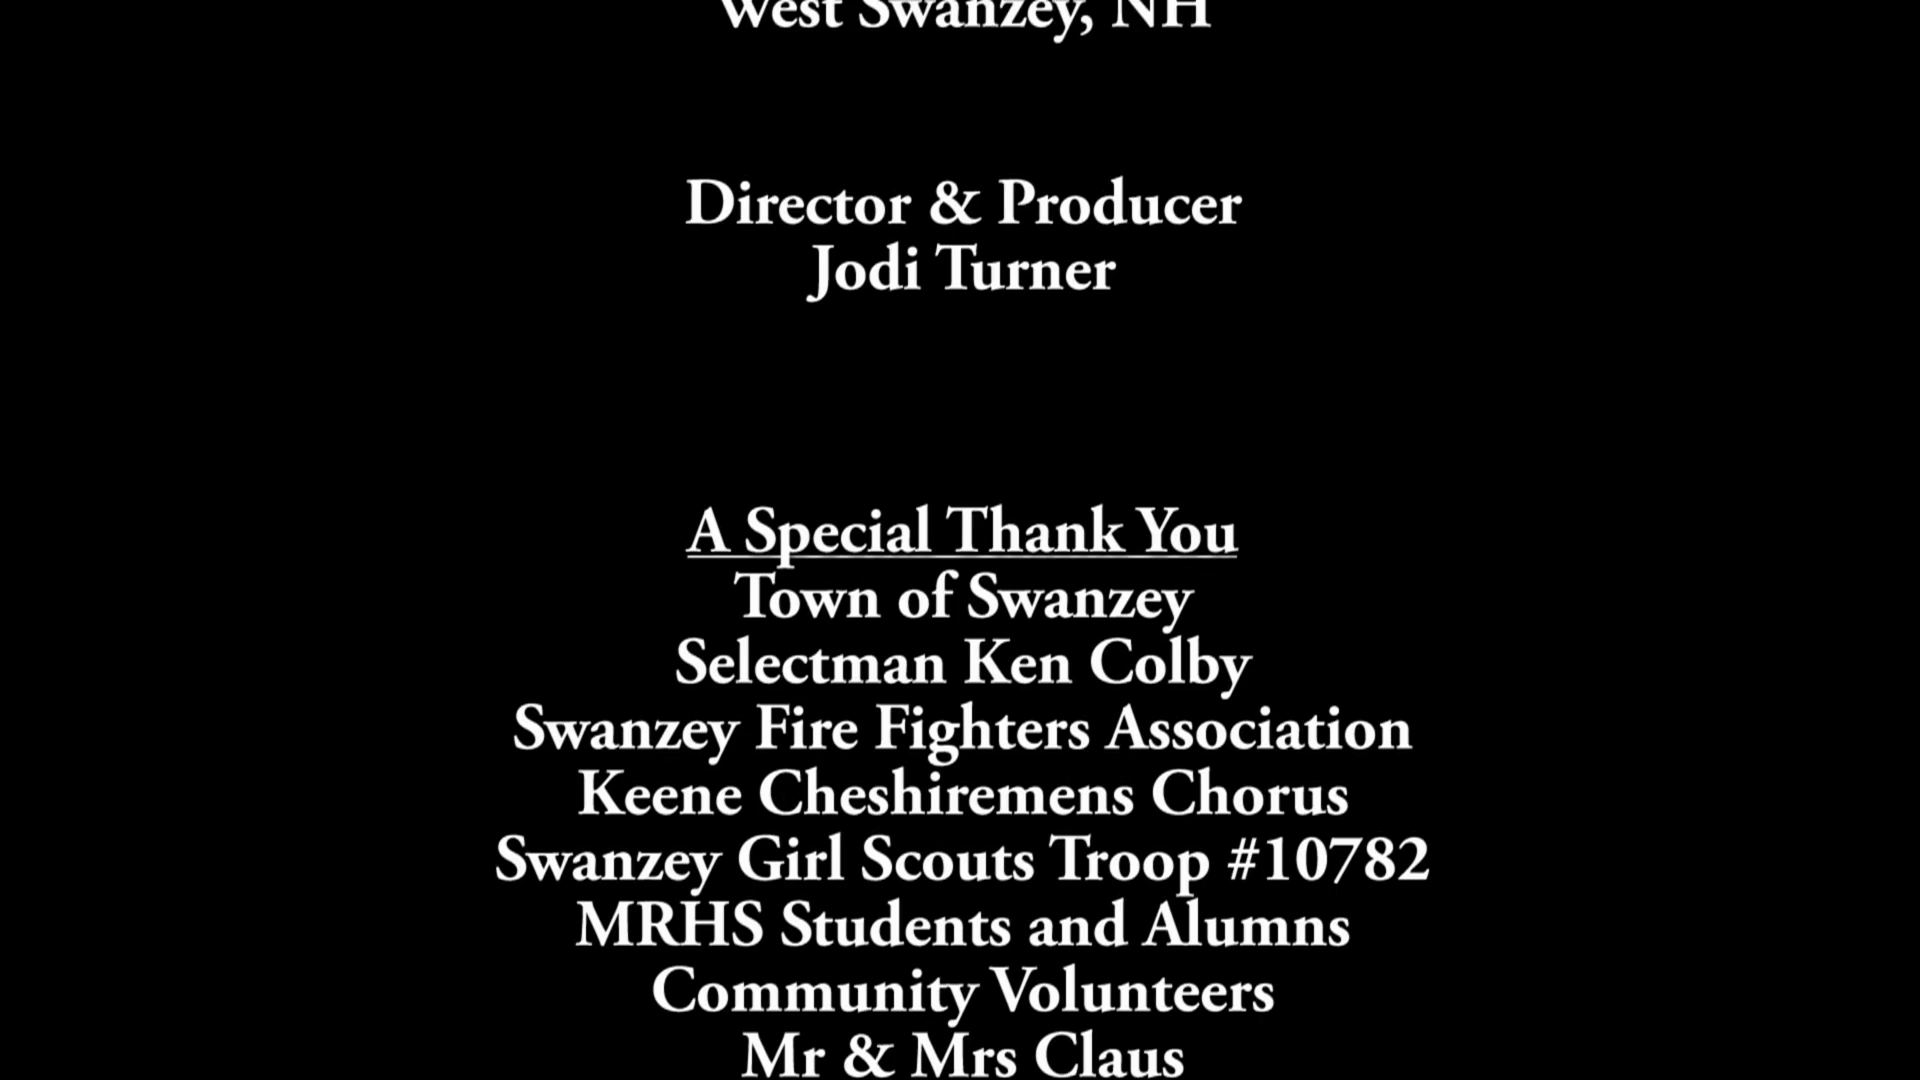 West Swanzey, NH
Director & Producer
Jodi Turner
A Special Thank You
Town of Swanzey
Selectman Ken Colby
Swanzey Fire Fighters Association
Keene Cheshiremens Chorus
Swanzey Girl Scouts Troop #10782
MRHS Students and Alumns
Community Volunteers
Mr & Mrs Claus